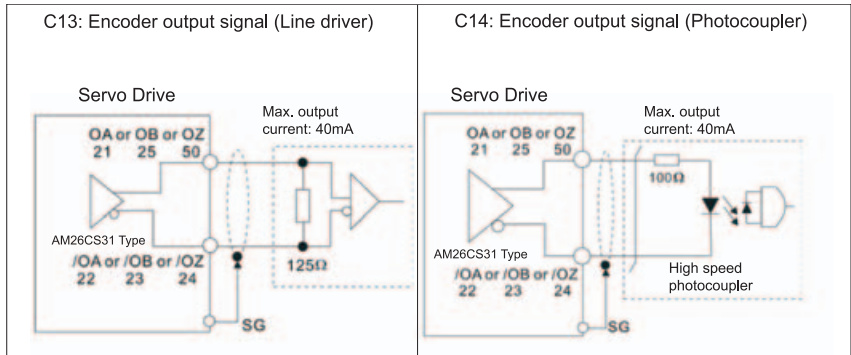 C13: Encoder output signal (Line driver)
Servo Drive
Max. output
current: 40mA
OA or OB or OZ
21 25 50
AM26CS31 Type
/OA or /OB or /OZ
22 23 24
125Ω
SG
C14: Encoder output signal (Photocoupler)
Servo Drive
Max. output
current: 40mA
OA or OB or OZ
21 25 50
100Ω
AM26CS31 Type
/OA or /OB or /OZ
22 23 24
High speed
photocoupler
SG